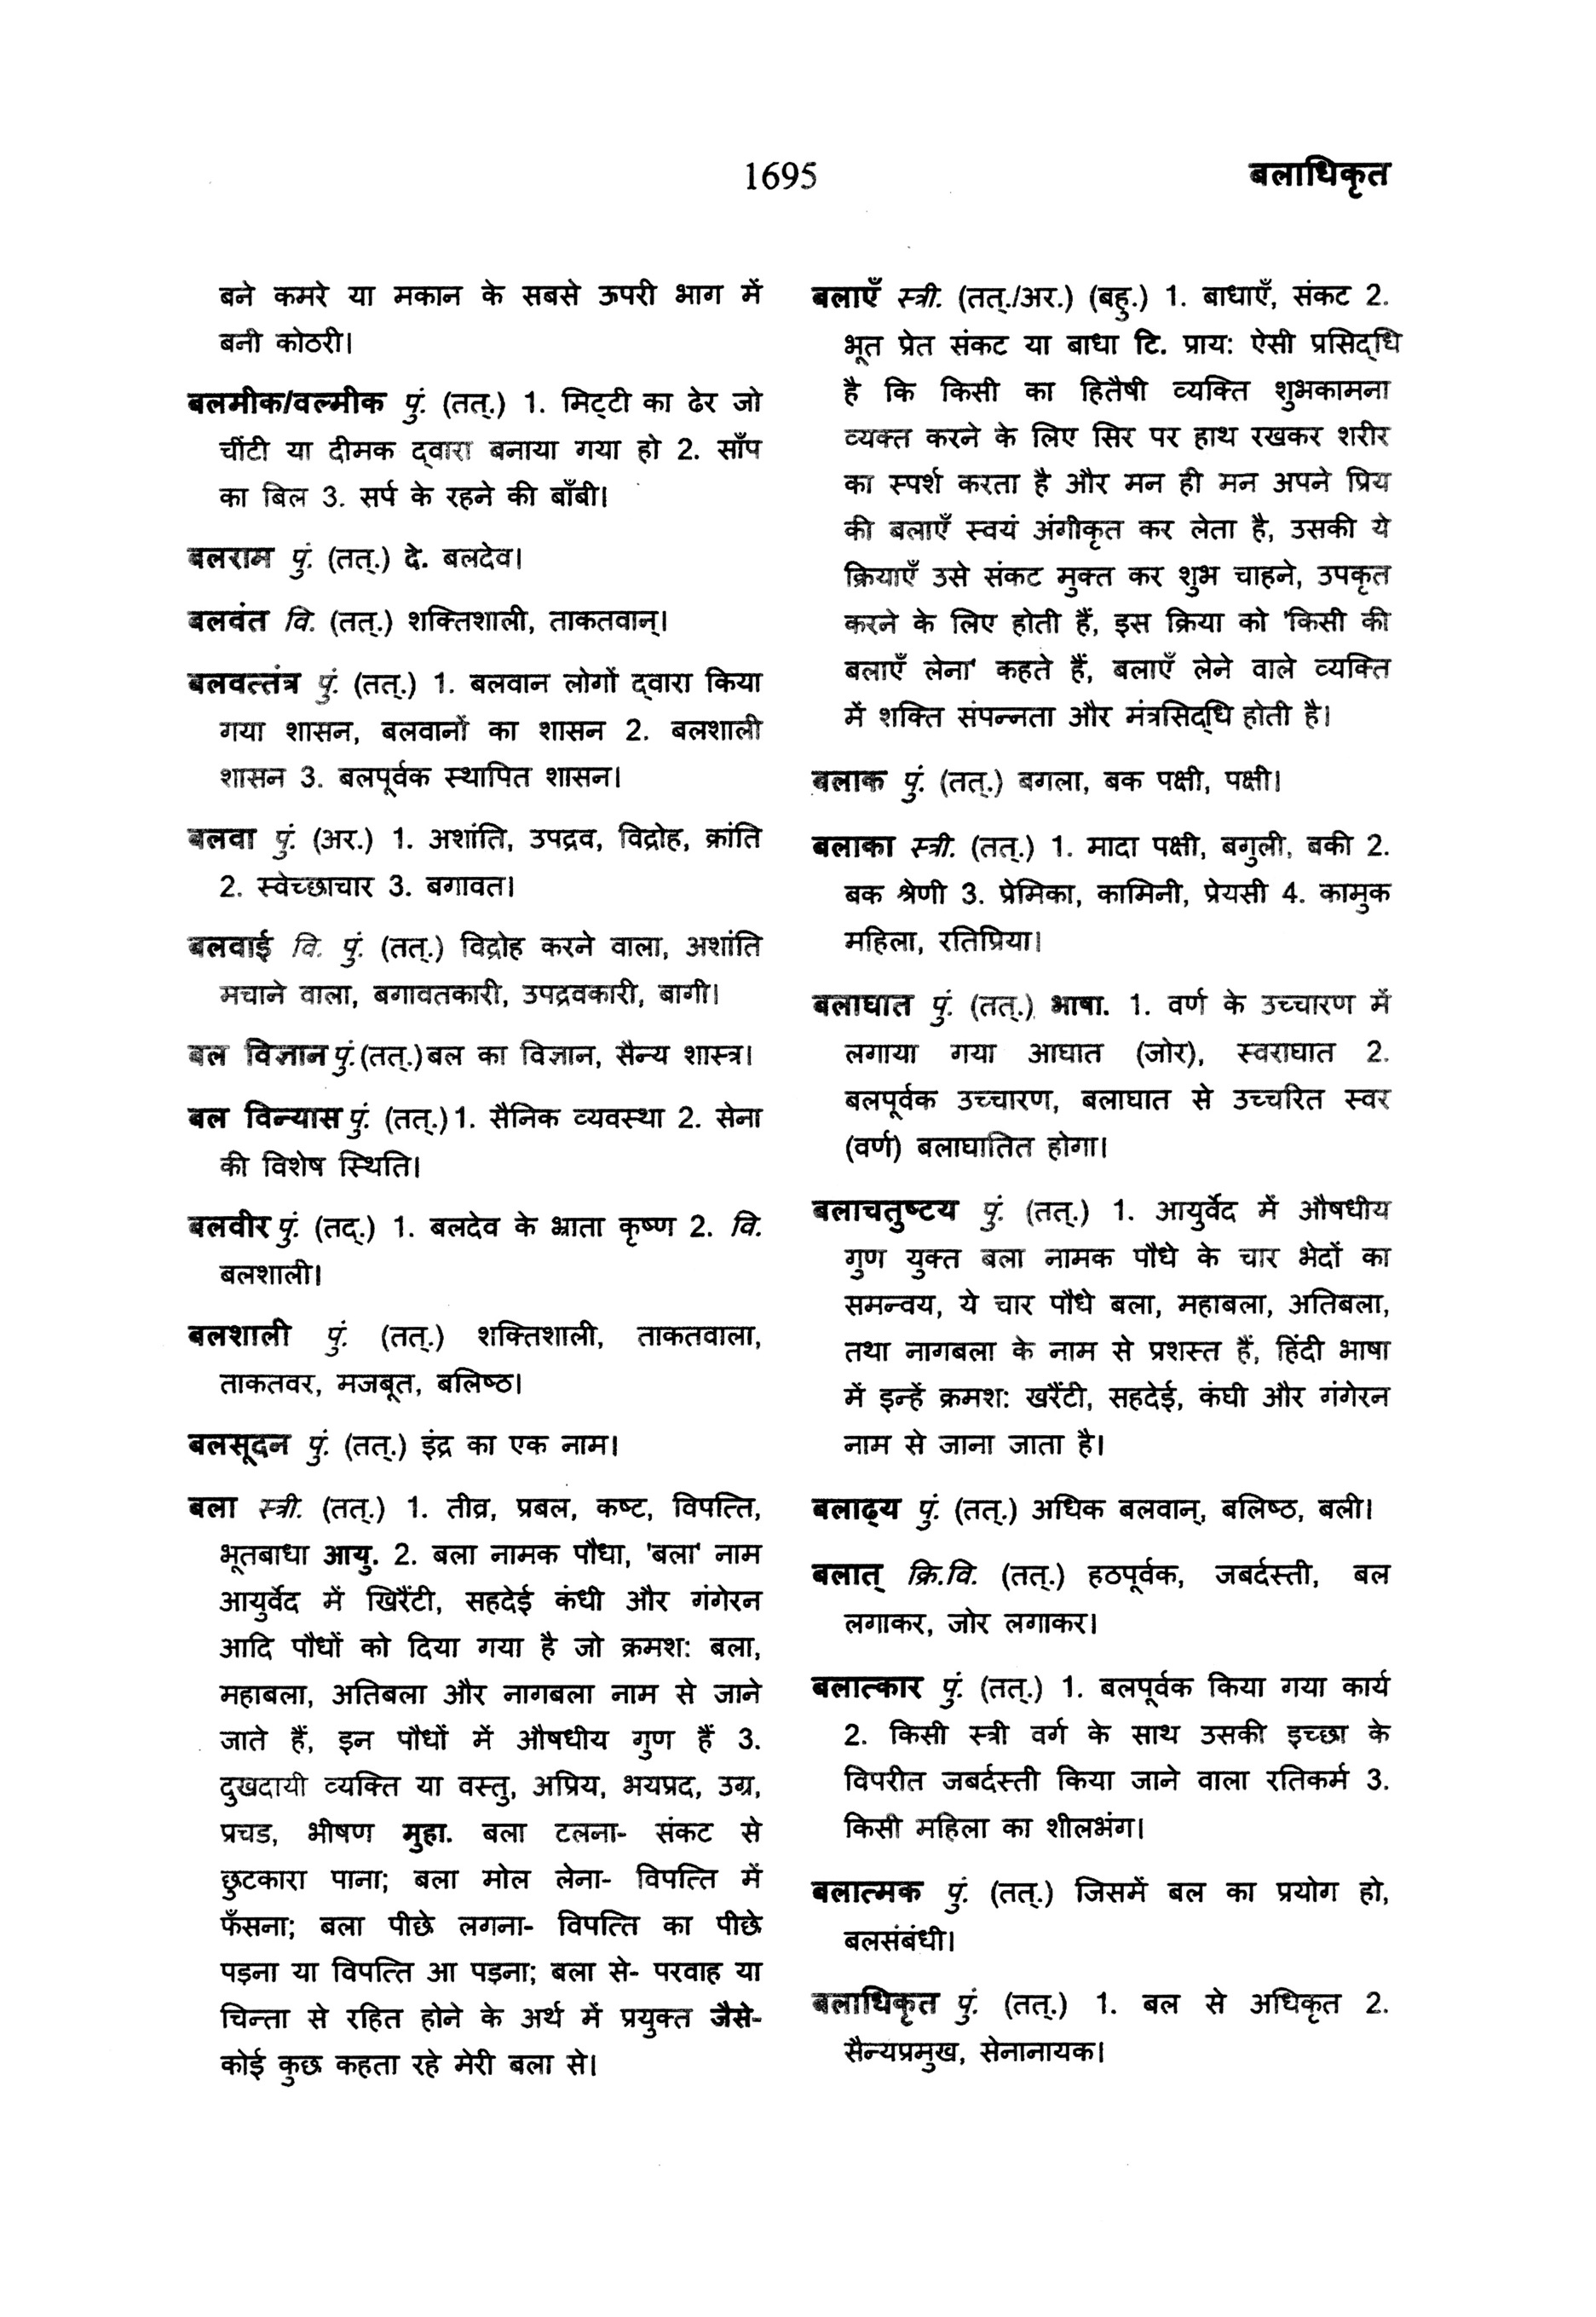 1695
बलाधिकृत
बने कमरे या मकान के सबसे ऊपरी भाग में
बनी कोठरी।
बलमीक/वल्मीक पुं. (तत्.) 1. मिट्टी का ढेर जो
चींटी या दीमक द्वारा बनाया गया हो 2. साँप
का बिल 3. सर्प के रहने की बाँबी।
बलराम पुं. (तत्.) दे. बलदेव।
बलवंत वि. (तत्.) शक्तिशाली, ताकतवान्।
बलवत्तंत्र पुं. (तत्.) 1. बलवान लोगों द्वारा किया
गया शासन, बलवानों का शासन 2. बलशाली
शासन 3. बलपूर्वक स्थापित शासन।
बलवा पुं. (अर.) 1. अशांति, उपद्रव, विद्रोह, क्रांति
2. स्वेच्छाचार 3. बगावत।
बलवाई वि. पुं. (तत्.) विद्रोह करने वाला, अशांति
मचाने वाला, बगावतकारी, उपद्रवकारी, बागी।
बल विज्ञान पुं.(तत्.) बल का विज्ञान, सैन्य शास्त्र।
बल विन्यास पुं. (तत्.) 1. सैनिक व्यवस्था 2. सेना
की विशेष स्थिति।
बलवीर पुं. (तद्.) 1. बलदेव के भ्राता कृष्ण 2. वि.
बलशाली।
बलशाली पुं. (तत्.) शक्तिशाली, ताकतवाला,
ताकतवर, मजबूत, बलिष्ठ।
बलसूदन पुं. (तत्.) इंद्र का एक नाम।
बला स्त्री. (तत्.) 1. तीव्र, प्रबल, कष्ट, विपत्ति,
भूतबाधा आयु. 2. बला नामक पौधा, 'बला' नाम
आयुर्वेद में खिरैंटी, सहदेई कंधी और गंगेरन
आदि पौधों को दिया गया है जो क्रमश: बला,
महाबला, अतिबला और नागबला नाम से जाने
जाते हैं, इन पौधों में औषधीय गुण हैं 3.
दुखदायी व्यक्ति या वस्तु, अप्रिय, भयप्रद, उग्र,
प्रचड, भीषण मुहा. बला टलना- संकट से
छुटकारा पाना; बला मोल लेना- विपत्ति में
फँसना; बला पीछे लगना- विपत्ति का पीछे
पड़ना या विपत्ति आ पड़ना; बला से- परवाह या
चिन्ता से रहित होने के अर्थ में प्रयुक्त जैसे-
कोई कुछ कहता रहे मेरी बला से।
बलाएँ स्त्री. (तत्./अर.) (बहु.) 1. बाधाएँ, संकट 2.
भूत प्रेत संकट या बाधा टि. प्राय: ऐसी प्रसिद्धि
है कि किसी का हितैषी व्यक्ति शुभकामना
व्यक्त करने के लिए सिर पर हाथ रखकर शरीर
का स्पर्श करता है और मन ही मन अपने प्रिय
की बलाएँ स्वयं अंगीकृत कर लेता है, उसकी ये
क्रियाएँ उसे संकट मुक्त कर शुभ चाहने, उपकृत
करने के लिए होती हैं, इस क्रिया को 'किसी की
बलाएँ लेना' कहते हैं, बलाएँ लेने वाले व्यक्ति
में शक्ति संपन्नता और मंत्रसिद्धि होती है।
बलाक पुं. (तत्.) बगला, बक पक्षी, पक्षी।
बलाका स्त्री. (तत्.) 1. मादा पक्षी, बगुली, बकी 2.
बक श्रेणी 3. प्रेमिका, कामिनी, प्रेयसी 4. कामुक
महिला, रतिप्रिया।
बलाघात पुं. (तत्.) भाषा. 1. वर्ण के उच्चारण में
लगाया गया आघात (जोर), स्वराघात 2.
बलपूर्वक उच्चारण, बलाघात से उच्चरित स्वर
(वर्ण) बलाघातित होगा।
बलाचतुष्टय पुं. (तत्.) 1. आयुर्वेद में औषधीय
गुण युक्त बला नामक पौधे के चार भेदों का
समन्वय, ये चार पौधे बला, महाबला, अतिबला,
तथा नागबला के नाम से प्रशस्त हैं, हिंदी भाषा
में इन्हें क्रमश: खरैंटी, सहदेई, कंघी और गंगेरन
नाम से जाना जाता है।
बलाढ्य पुं. (तत्.) अधिक बलवान्, बलिष्ठ, बली।
बलात् क्रि.वि. (तत्.) हठपूर्वक, जबर्दस्ती, बल
लगाकर, जोर लगाकर।
बलात्कार पुं. (तत्.) 1. बलपूर्वक किया गया कार्य
2. किसी स्त्री वर्ग के साथ उसकी इच्छा के
विपरीत जबर्दस्ती किया जाने वाला रतिकर्म 3.
किसी महिला का शीलभंग।
बलात्मक पुं. (तत्.) जिसमें बल का प्रयोग हो,
बलसंबंधी।
बलाधिकृत पुं. (तत्.) 1. बल से अधिकृत 2.
सैन्यप्रमुख, सेनानायक।